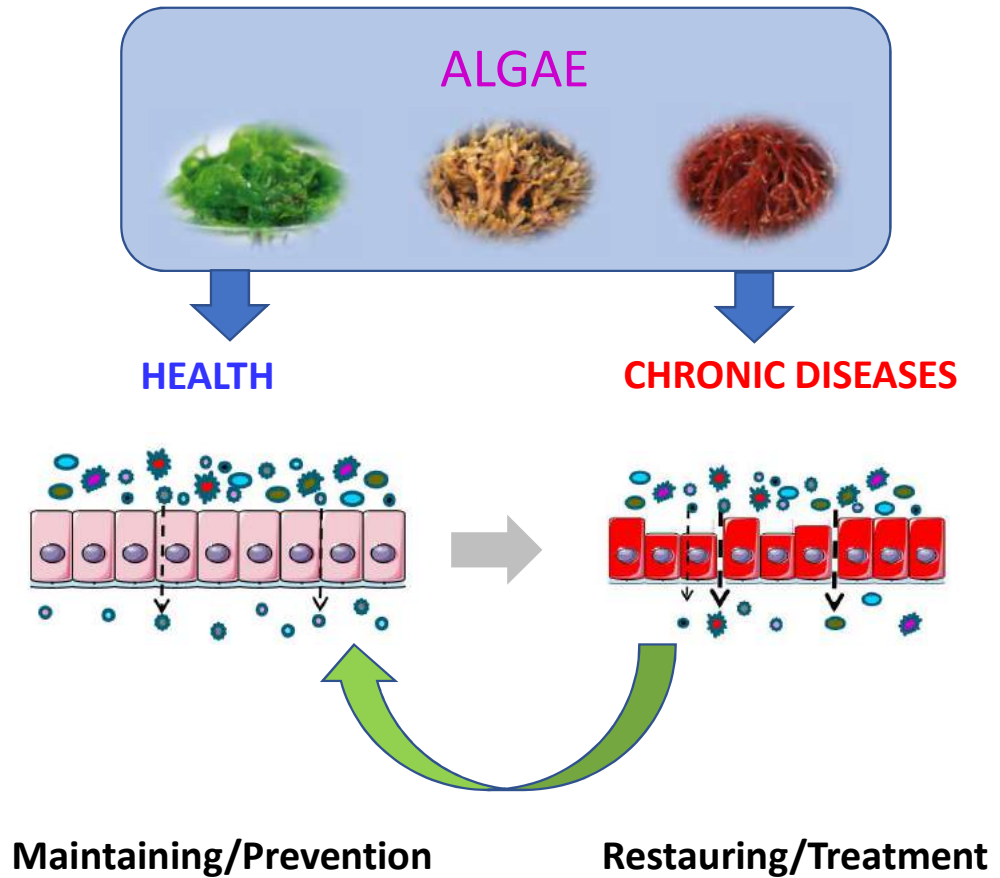 ALGAE
HEALTH
CHRONIC DISEASES
Maintaining/Prevention
Restauring/Treatment